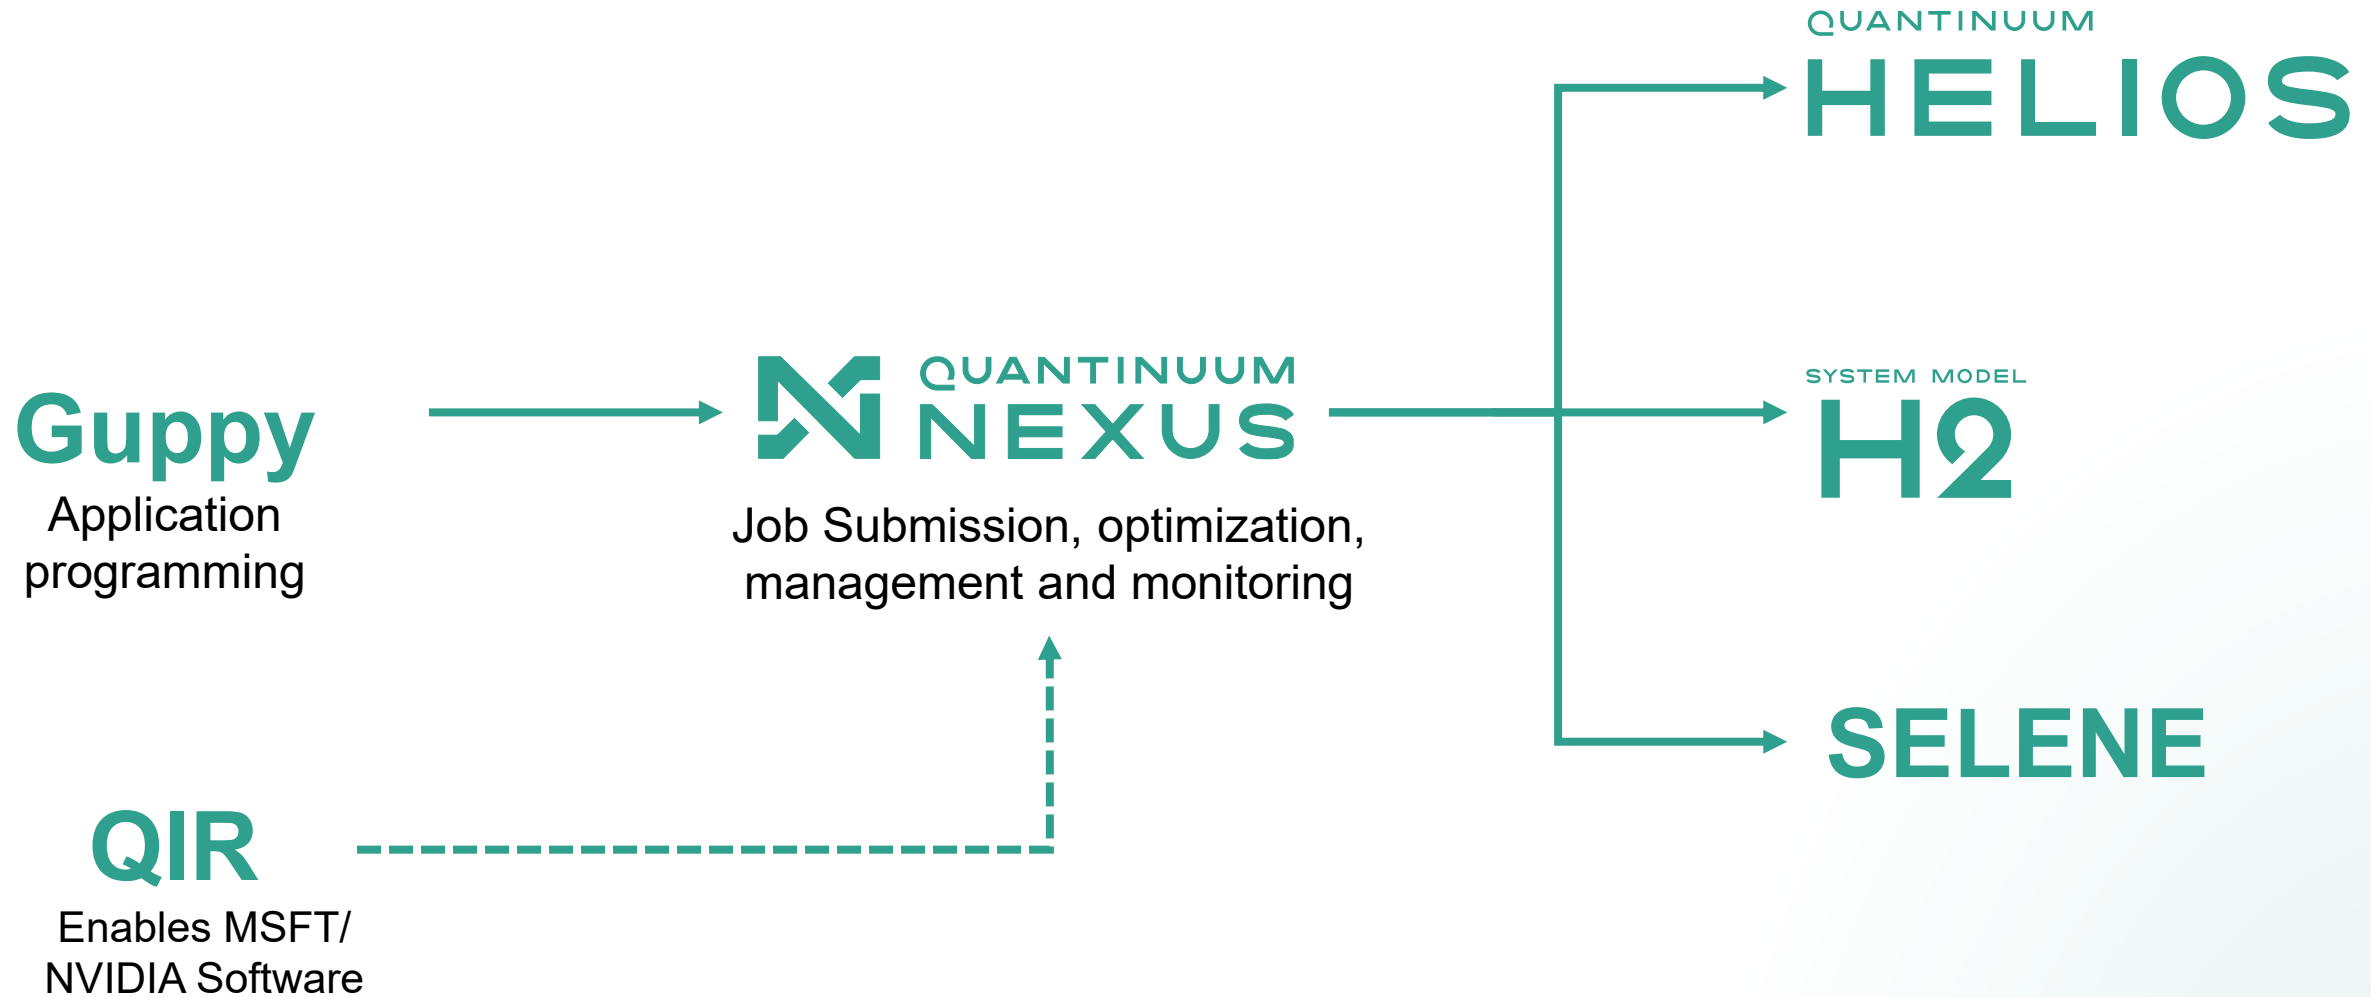 QUANTINUUM
HELIOS
Guppy
Application
programming
QUANTINUUM
NEXUS
Job Submission, optimization,
management and monitoring
SYSTEM MODEL
H2
SELENE
QIR
Enables MSFT/
NVIDIA Software